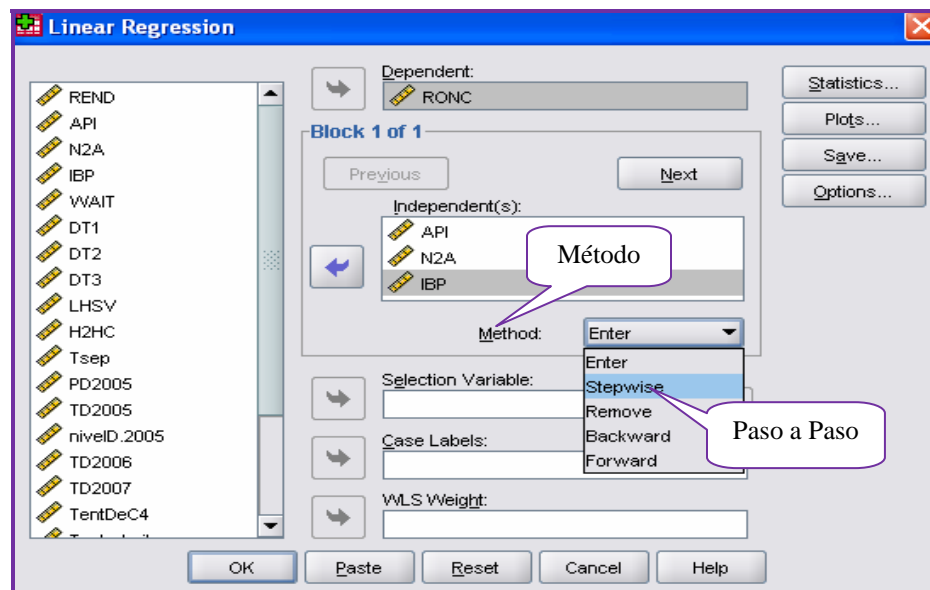 Linear Regression
REND
API
N2A
IBP
WAIT
DT1
DT2
DT3
LHSV
H2HC
Tsep
PD2005
TD2005
nivelD.2005
TD2006
TD2007
TentDeC4
Dependent:
RONC
Block 1 of 1
Previous
Next
Independent(s):
API
N2A
IBP
Método
Method:
Enter
Enter
Stepwise
Remove
Backward
Forward
Paso a Paso
Selection Variable:
Case Labels:
WLS Weight:
Statistics...
Plots...
Save...
Options...
OK
Paste
Reset
Cancel
Help